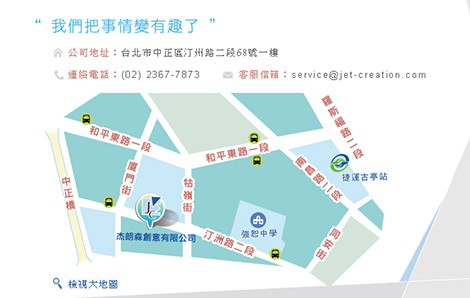 “ 我們把事情變有趣了 ”
公司地址：台北市中正區汀州路二段68號一樓
連絡電話：(02) 2367-7873 客服信箱：service@jet-creation.com
羅斯福路二段
和平東路一段
和平東路一段
廈門街
牯嶺街
南昌路二段
捷運古亭站
中正橋
JC
杰朗森創意有限公司
強恕中學
汀洲路二段
同安街
檢視大地圖